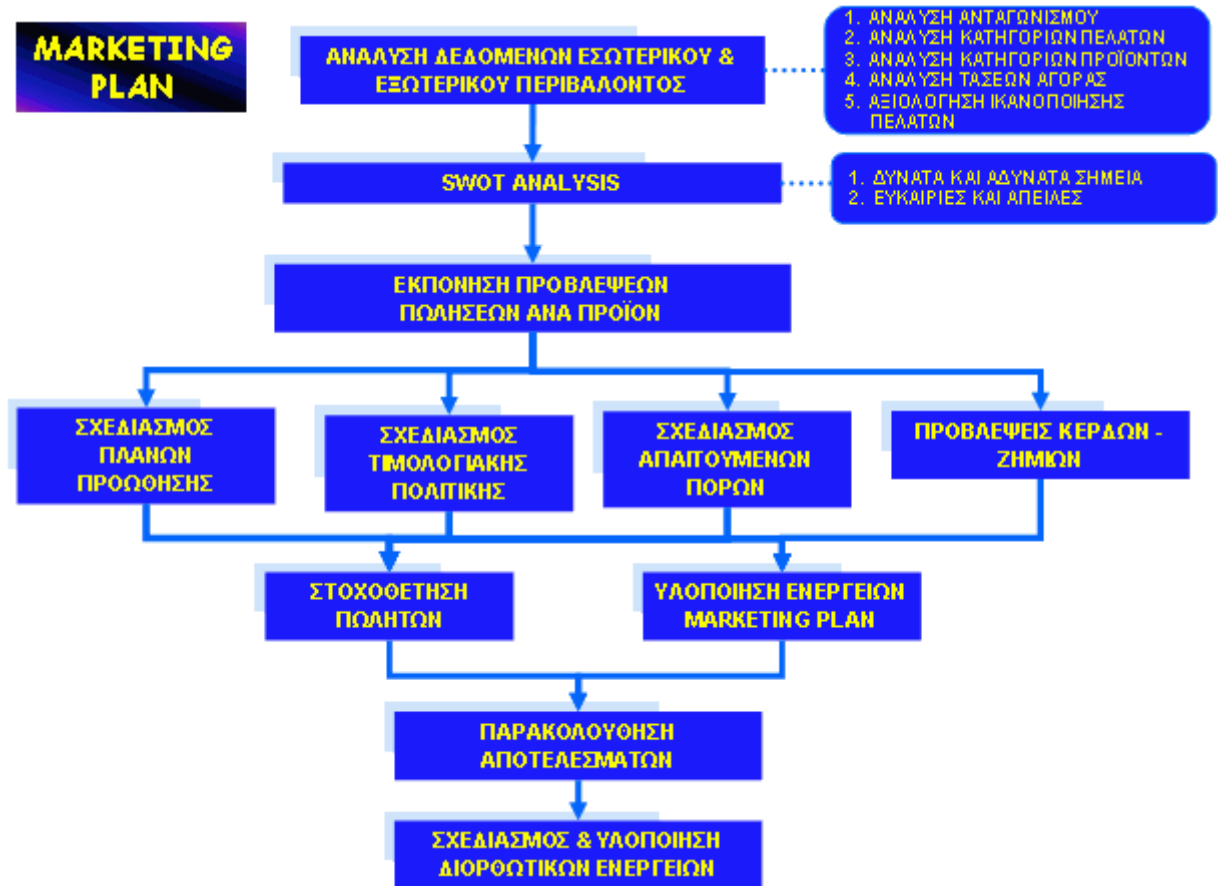 MARKETING
PLAN
ΑΝΑΛΥΣΗ ΔΕΔΟΜΕΝΩΝ ΕΣΩΤΕΡΙΚΟΥ &
ΕΞΩΤΕΡΙΚΟΥ ΠΕΡΙΒΑΛΟΝΤΟΣ
1. ΑΝΑΛΥΣΗ ΑΝΤΑΓΩΝΙΣΜΟΥ
2. ΑΝΑΛΥΣΗ ΚΑΤΗΓΟΡΙΩΝ ΠΕΛΑΤΩΝ
3. ΑΝΑΛΥΣΗ ΚΑΤΗΓΟΡΙΩΝ ΠΡΟΪΟΝΤΩΝ
4. ΑΝΑΛΥΣΗ ΤΑΣΕΩΝ ΑΓΟΡΑΣ
5. ΑΞΙΟΛΟΓΗΣΗ ΙΚΑΝΟΠΟΙΗΣΗΣ
ΠΕΛΑΤΩΝ
SWOT ANALYSIS
1. ΔΥΝΑΤΑ ΚΑΙ ΑΔΥΝΑΤΑ ΣΗΜΕΙΑ
2. ΕΥΚΑΙΡΙΕΣ ΚΑΙ ΑΠΕΙΛΕΣ
ΕΚΠΟΝΗΣΗ ΠΡΟΒΛΕΨΕΩΝ
ΠΩΛΗΣΕΩΝ ΑΝΑ ΠΡΟΪΟΝ
ΣΧΕΔΙΑΣΜΟΣ
ΠΛΑΝΩΝ
ΠΡΟΩΘΗΣΗΣ
ΣΧΕΔΙΑΣΜΟΣ
ΤΙΜΟΛΟΓΙΑΚΗΣ
ΠΟΛΙΤΙΚΗΣ
ΣΧΕΔΙΑΣΜΟΣ
ΑΠΑΙΤΟΥΜΕΝΩΝ
ΠΟΡΩΝ
ΠΡΟΒΛΕΨΕΙΣ ΚΕΡΔΩΝ -
ΖΗΜΙΩΝ
ΣΤΟΧΟΘΕΤΗΣΗ
ΠΩΛΗΤΩΝ
ΥΛΟΠΟΙΗΣΗ ΕΝΕΡΓΕΙΩΝ
MARKETING PLAN
ΠΑΡΑΚΟΛΟΥΘΗΣΗ
ΑΠΟΤΕΛΕΣΜΑΤΩΝ
ΣΧΕΔΙΑΣΜΟΣ & ΥΛΟΠΟΙΗΣΗ
ΔΙΟΡΘΩΤΙΚΩΝ ΕΝΕΡΓΕΙΩΝ